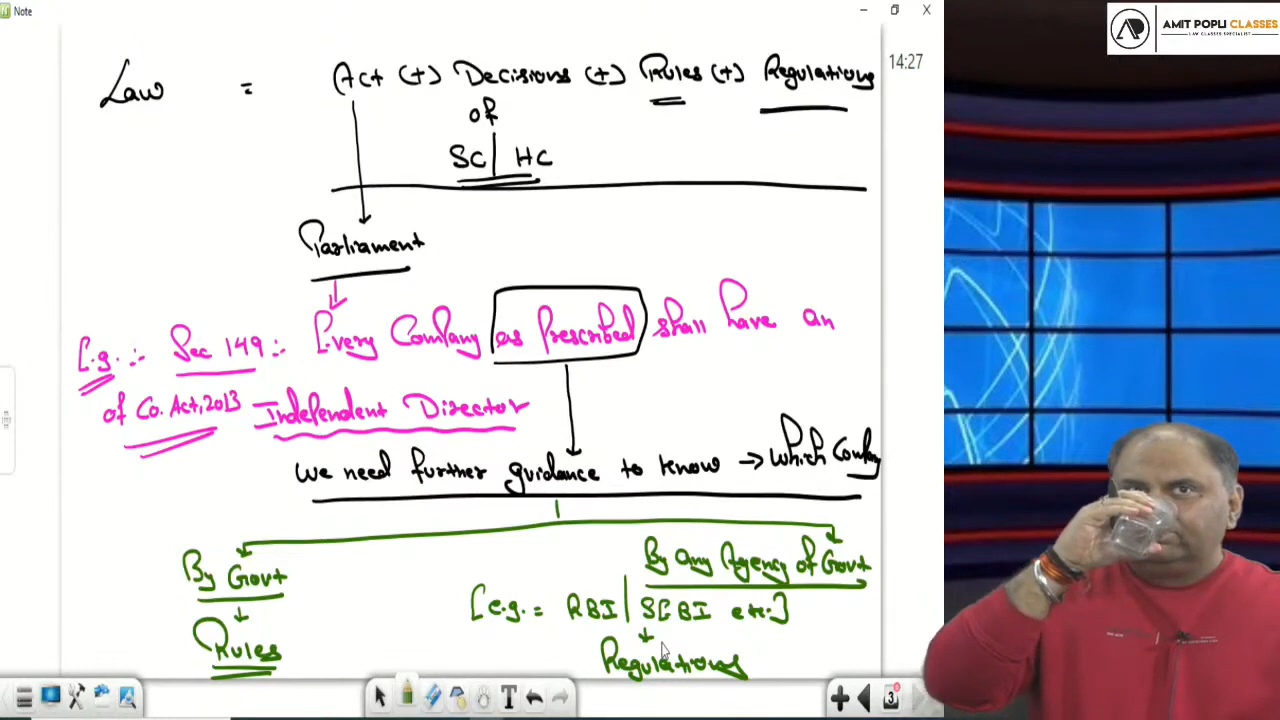 Note
AMIT POPLI CLASSES
LAW CLASSES SPECIALIST
14:27
Law = Act (+) Decisions (+) Rules (+) Regulations
of
SC | HC
Parliament
E.g. :- Sec 149 :- Every Company as prescribed shall have an
of Co. Act, 2013 Independent Director
We need further guidance to know → Which Company
By Govt
By Any Agency of Govt
[e.g. = RBI | SEBI etc.]
Rules
Regulations
3